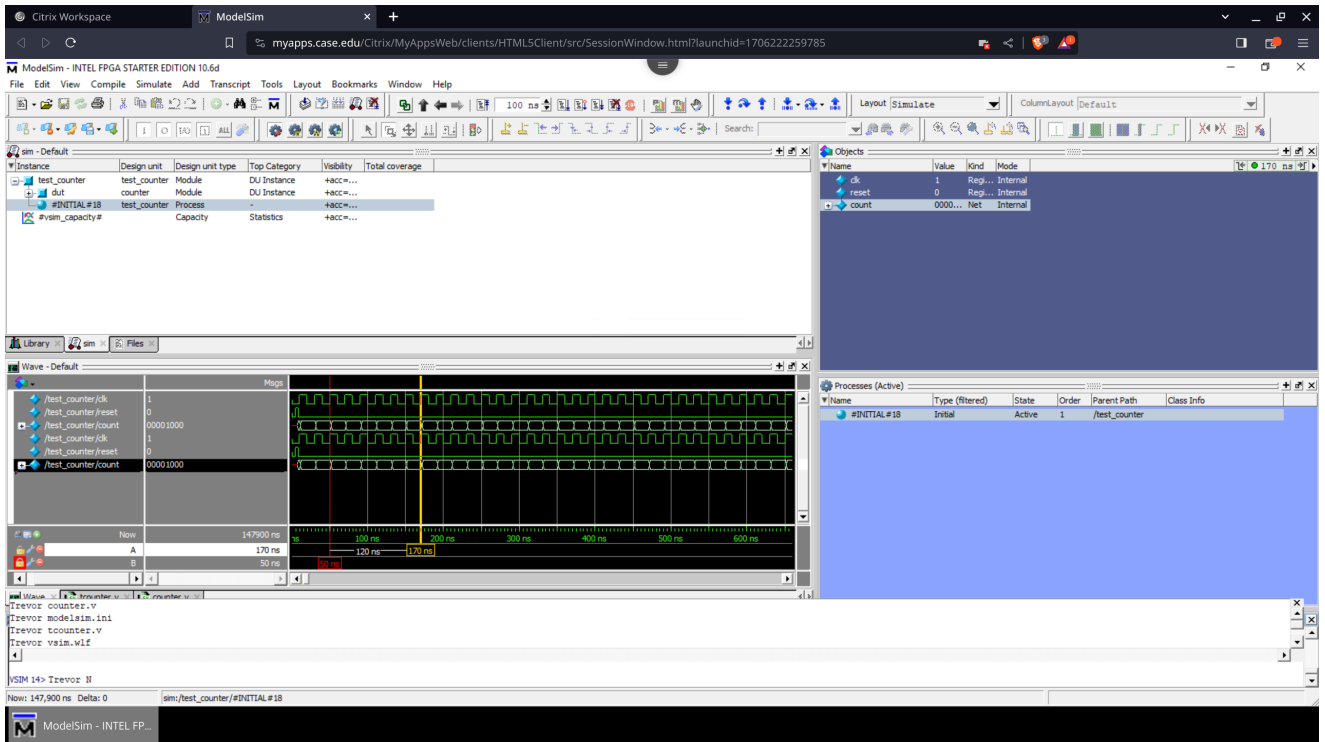 Citrix Workspace
ModelSim
myapps.case.edu/Citrix/MyAppsWeb/clients/HTML5Client/src/SessionWindow.html?launchid=1706222259785
ModelSim - INTEL FPGA STARTER EDITION 10.6d
File Edit View Compile Simulate Add Transcript Tools Layout Bookmarks Window Help
100 ns
Layout Simulate
ColumnLayout Default
Search:
sim - Default
Instance Design unit Design unit type Top Category Visibility Total coverage
test_counter test_counter Module DU Instance +acc=...
dut counter Module DU Instance +acc=...
#INITIAL#18 test_counter Process - +acc=...
#vsim_capacity# Capacity Statistics +acc=...
Library sim Files
Objects
Name Value Kind Mode
170 ns
clk 1 Regi... Internal
reset 0 Regi... Internal
count 0000... Net Internal
Wave - Default
Msgs
/test_counter/clk 1
/test_counter/reset 0
/test_counter/count 00001000
/test_counter/clk 1
/test_counter/reset 0
/test_counter/count 00001000
Now 147900 ns
ns 100 ns 200 ns 300 ns 400 ns 500 ns 600 ns
A 170 ns
120 ns 170 ns
B 50 ns
50 ns
Wave tcounter.v counter.v
Processes (Active)
Name Type (filtered) State Order Parent Path Class Info
#INITIAL#18 Initial Active 1 /test_counter
Trevor counter.v
Trevor modelsim.ini
Trevor tcounter.v
Trevor vsim.wlf
VSIM 14> Trevor N
Now: 147,900 ns Delta: 0
sim:/test_counter/#INITIAL#18
ModelSim - INTEL FP...